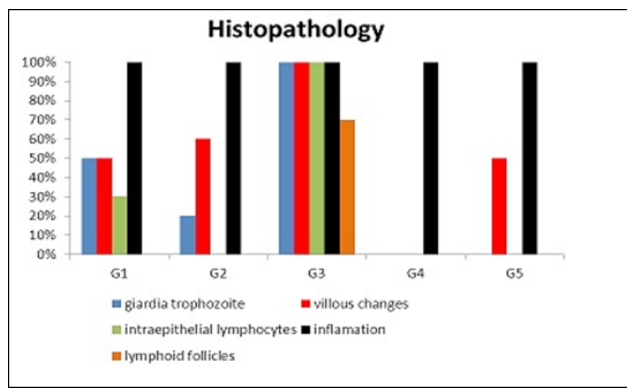 Histopathology
100%
90%
80%
70%
60%
50%
40%
30%
20%
10%
0%
G1 G2 G3 G4 G5
giardia trophozoite villous changes
intraepithelial lymphocytes inflamation
lymphoid follicles